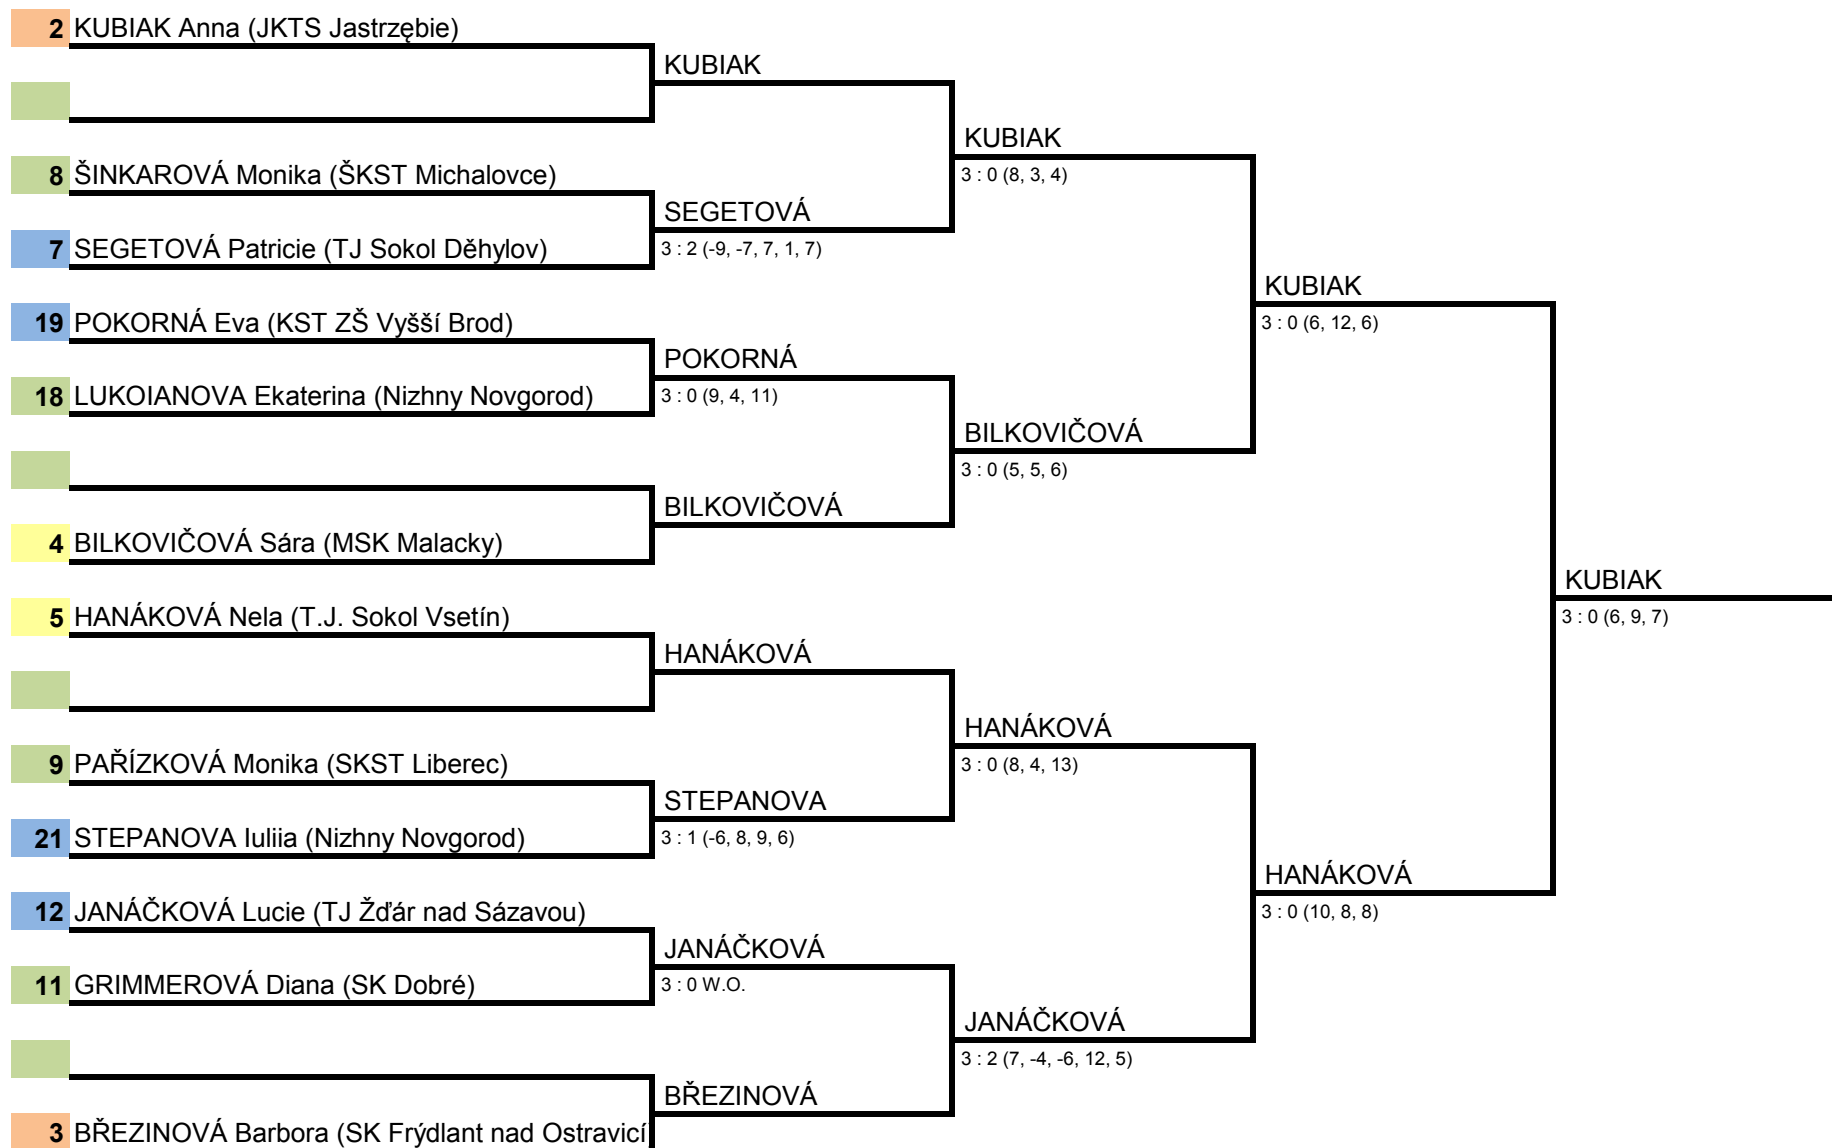 2 KUBIAK Anna (JKTS Jastrzębie)
KUBIAK
KUBIAK
3 : 0 (8, 3, 4)
8 ŠINKAROVÁ Monika (ŠKST Michalovce)
SEGETOVÁ
7 SEGETOVÁ Patricie (TJ Sokol Děhylov)
3 : 2 (-9, -7, 7, 1, 7)
KUBIAK
19 POKORNÁ Eva (KST ZŠ Vyšší Brod)
3 : 0 (6, 12, 6)
POKORNÁ
18 LUKOIANOVA Ekaterina (Nizhny Novgorod)
3 : 0 (9, 4, 11)
BILKOVIČOVÁ
3 : 0 (5, 5, 6)
BILKOVIČOVÁ
4 BILKOVIČOVÁ Sára (MSK Malacky)
KUBIAK
5 HANÁKOVÁ Nela (T.J. Sokol Vsetín)
3 : 0 (6, 9, 7)
HANÁKOVÁ
HANÁKOVÁ
9 PAŘÍZKOVÁ Monika (SKST Liberec)
3 : 0 (8, 4, 13)
STEPANOVA
21 STEPANOVA Iuliia (Nizhny Novgorod)
3 : 1 (-6, 8, 9, 6)
HANÁKOVÁ
12 JANÁČKOVÁ Lucie (TJ Žďár nad Sázavou)
3 : 0 (10, 8, 8)
JANÁČKOVÁ
11 GRIMMEROVÁ Diana (SK Dobré)
3 : 0 W.O.
JANÁČKOVÁ
3 : 2 (7, -4, -6, 12, 5)
BŘEZINOVÁ
3 BŘEZINOVÁ Barbora (SK Frýdlant nad Ostravicí